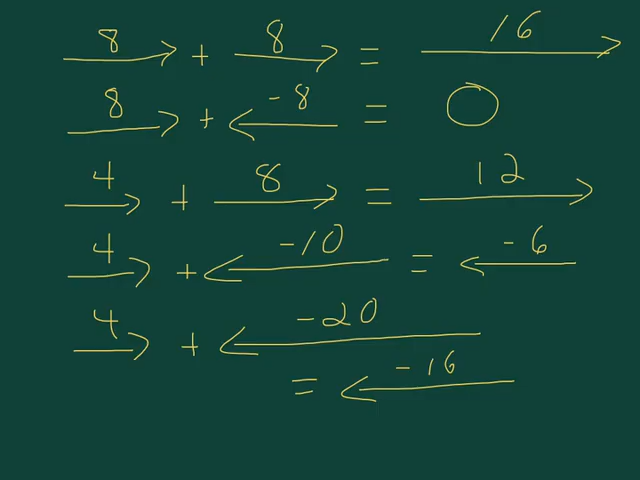 8 + 8 = 16
8 + -8 = 0
4 + 8 = 12
4 + -10 = -6
4 + -20
= -16